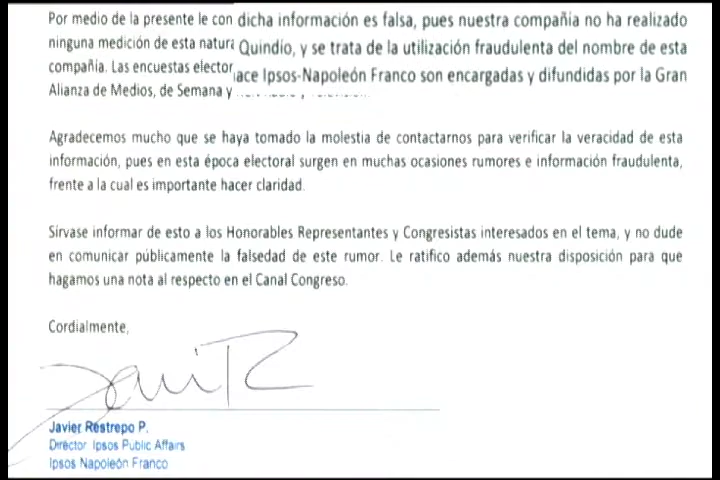 Por medio de la presente le con dicha información es falsa, pues nuestra compañía no ha realizado
ninguna medición de esta natura Quindío, y se trata de la utilización fraudulenta del nombre de esta
compañía. Las encuestas elector ace Ipsos-Napoleón Franco son encargadas y difundidas por la Gran
Alianza de Medios, de Semana y
Agradecemos mucho que se haya tomado la molestia de contactarnos para verificar la veracidad de esta
información, pues en esta época electoral surgen en muchas ocasiones rumores e información fraudulenta,
frente a la cual es importante hacer claridad.
Sírvase informar de esto a los Honorables Representantes y Congresistas interesados en el tema, y no dude
en comunicar públicamente la falsedad de este rumor. Le ratifico además nuestra disposición para que
hagamos una nota al respecto en el Canal Congreso.
Cordialmente,
Javier Restrepo P.
Director Ipsos Public Affairs
Ipsos Napoleón Franco